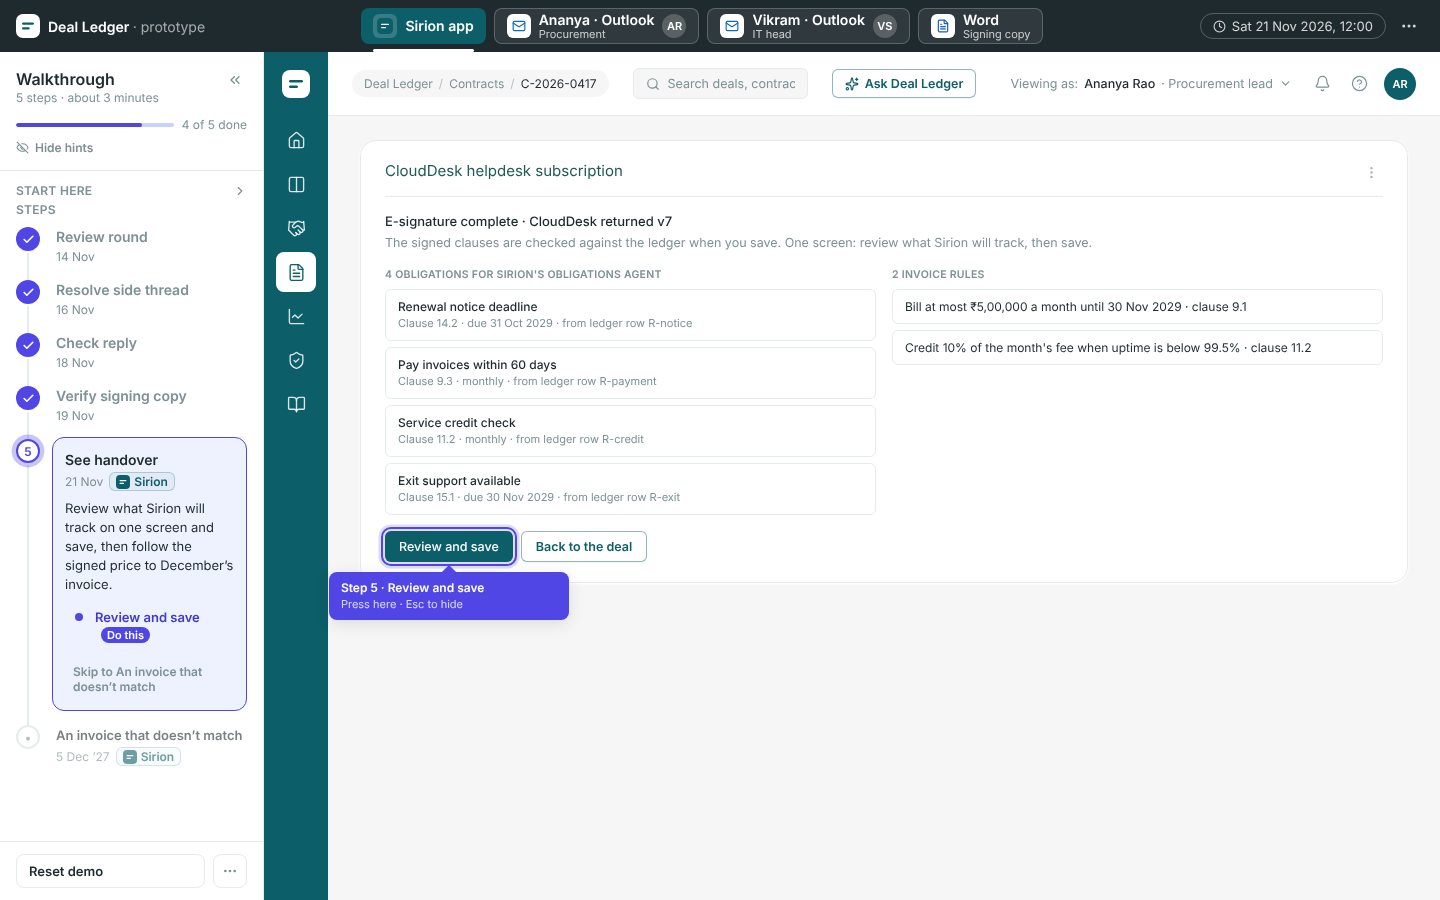 Deal Ledger · prototype
Sirion app
Ananya · Outlook
Procurement
AR
Vikram · Outlook
IT head
VS
Word
Signing copy
Sat 21 Nov 2026, 12:00
Walkthrough
5 steps · about 3 minutes
4 of 5 done
Hide hints
START HERE
STEPS
Review round
14 Nov
Resolve side thread
16 Nov
Check reply
18 Nov
Verify signing copy
19 Nov
5
See handover
21 Nov Sirion
Review what Sirion will
track on one screen and
save, then follow the
signed price to December’s
invoice.
Review and save
Do this
Skip to An invoice that
doesn’t match
An invoice that doesn’t match
5 Dec ’27 Sirion
Reset demo
Deal Ledger / Contracts / C-2026-0417
Search deals, contrac
Ask Deal Ledger
Viewing as: Ananya Rao · Procurement lead
AR
CloudDesk helpdesk subscription
E-signature complete · CloudDesk returned v7
The signed clauses are checked against the ledger when you save. One screen: review what Sirion will track, then save.
4 OBLIGATIONS FOR SIRION'S OBLIGATIONS AGENT
Renewal notice deadline
Clause 14.2 · due 31 Oct 2029 · from ledger row R-notice
Pay invoices within 60 days
Clause 9.3 · monthly · from ledger row R-payment
Service credit check
Clause 11.2 · monthly · from ledger row R-credit
Exit support available
Clause 15.1 · due 30 Nov 2029 · from ledger row R-exit
2 INVOICE RULES
Bill at most ₹5,00,000 a month until 30 Nov 2029 · clause 9.1
Credit 10% of the month's fee when uptime is below 99.5% · clause 11.2
Review and save
Back to the deal
Step 5 · Review and save
Press here · Esc to hide